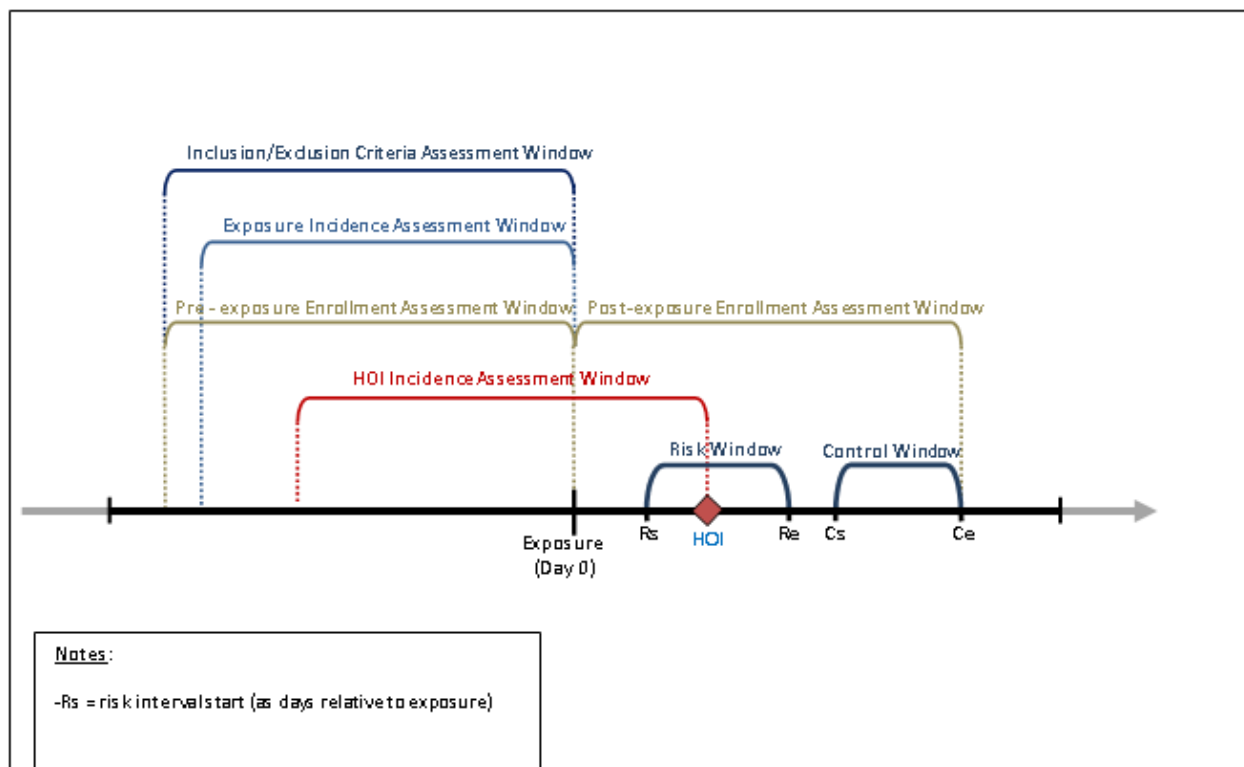 Inclusion/Exclusion Criteria Assessment Window
Exposure Incidence Assessment Window
Pre - exposure Enrollment Assessment Window
Post-exposure Enrollment Assessment Window
HOI Incidence Assessment Window
Risk Window
Control Window
Rs
HOI
Re
Cs
Ce
Exposure
(Day 0)
Notes:
-Rs = risk interval start (as days relative to exposure)